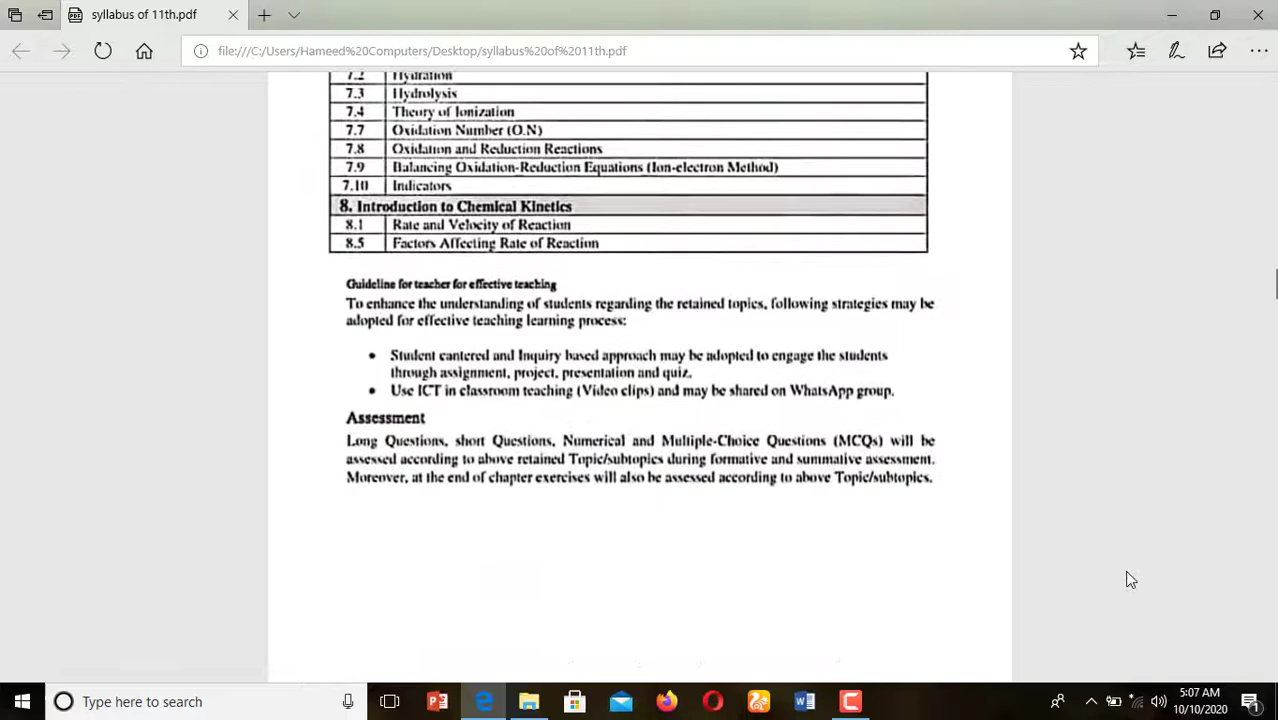 syllabus of 11th.pdf
file:///C:/Users/Hameed%20Computers/Desktop/syllabus%20of%2011th.pdf
7.2 Hydration
7.3 Hydrolysis
7.4 Theory of Ionization
7.7 Oxidation Number (O.N)
7.8 Oxidation and Reduction Reactions
7.9 Balancing Oxidation-Reduction Equations (Ion-electron Method)
7.10 Indicators
8. Introduction to Chemical Kinetics
8.1 Rate and Velocity of Reaction
8.5 Factors Affecting Rate of Reaction
Guideline for teacher for effective teaching
To enhance the understanding of students regarding the retained topics, following strategies may be
adopted for effective teaching learning process:
• Student cantered and Inquiry based approach may be adopted to engage the students
through assignment, project, presentation and quiz.
• Use ICT in classroom teaching (Video clips) and may be shared on WhatsApp group.
Assessment
Long Questions, short Questions, Numerical and Multiple-Choice Questions (MCQs) will be
assessed according to above retained Topic/subtopics during formative and summative assessment.
Moreover, at the end of chapter exercises will also be assessed according to above Topic/subtopics.
Type here to search
5:07 AM
10/10/2020